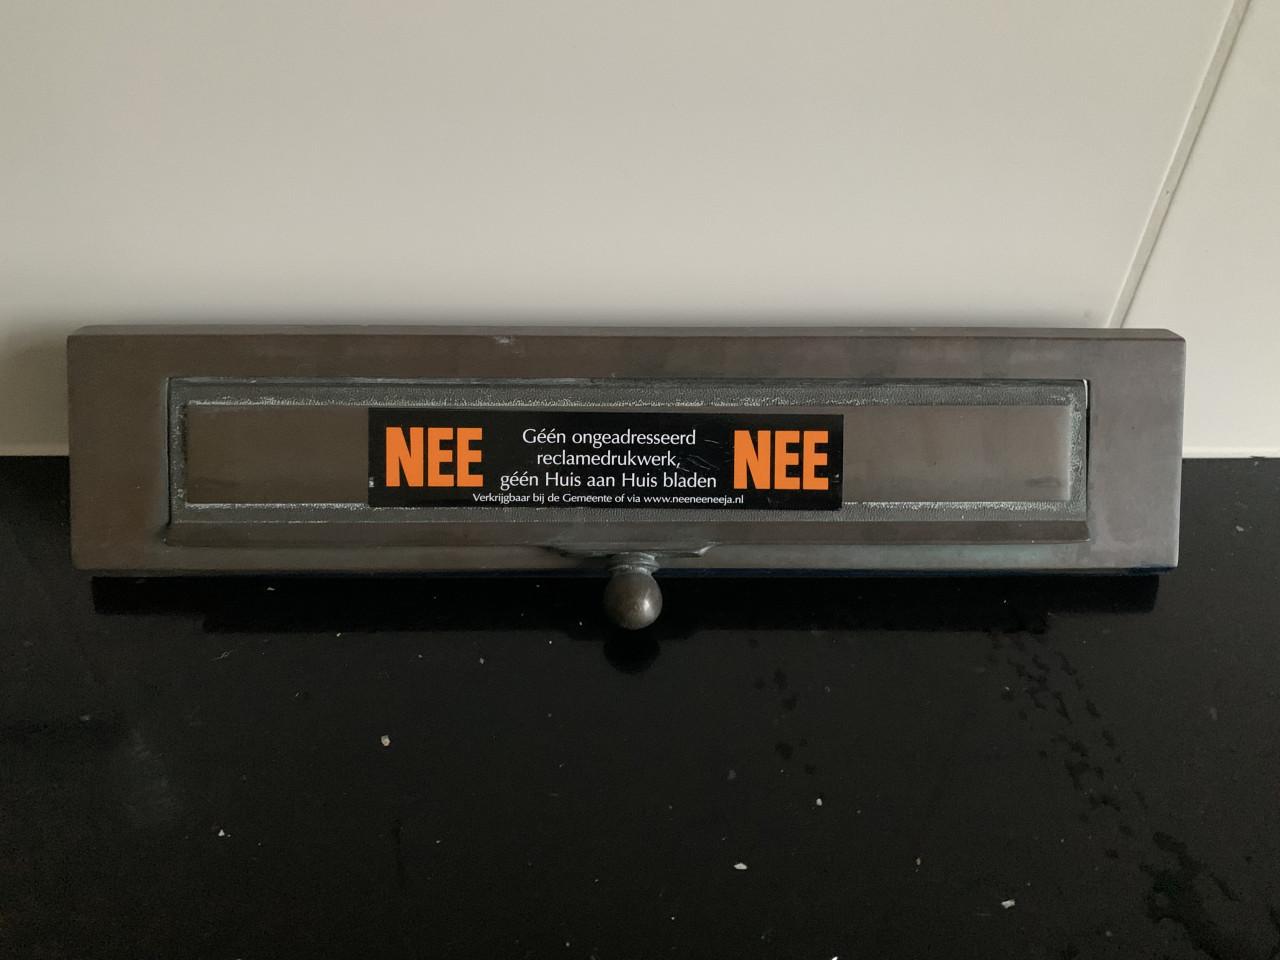 NEE
Géén ongeadresseerd
reclamedrukwerk,
géén Huis aan Huis bladen
NEE
Verkrijgbaar bij de Gemeente of via www.neeneeneeja.nl